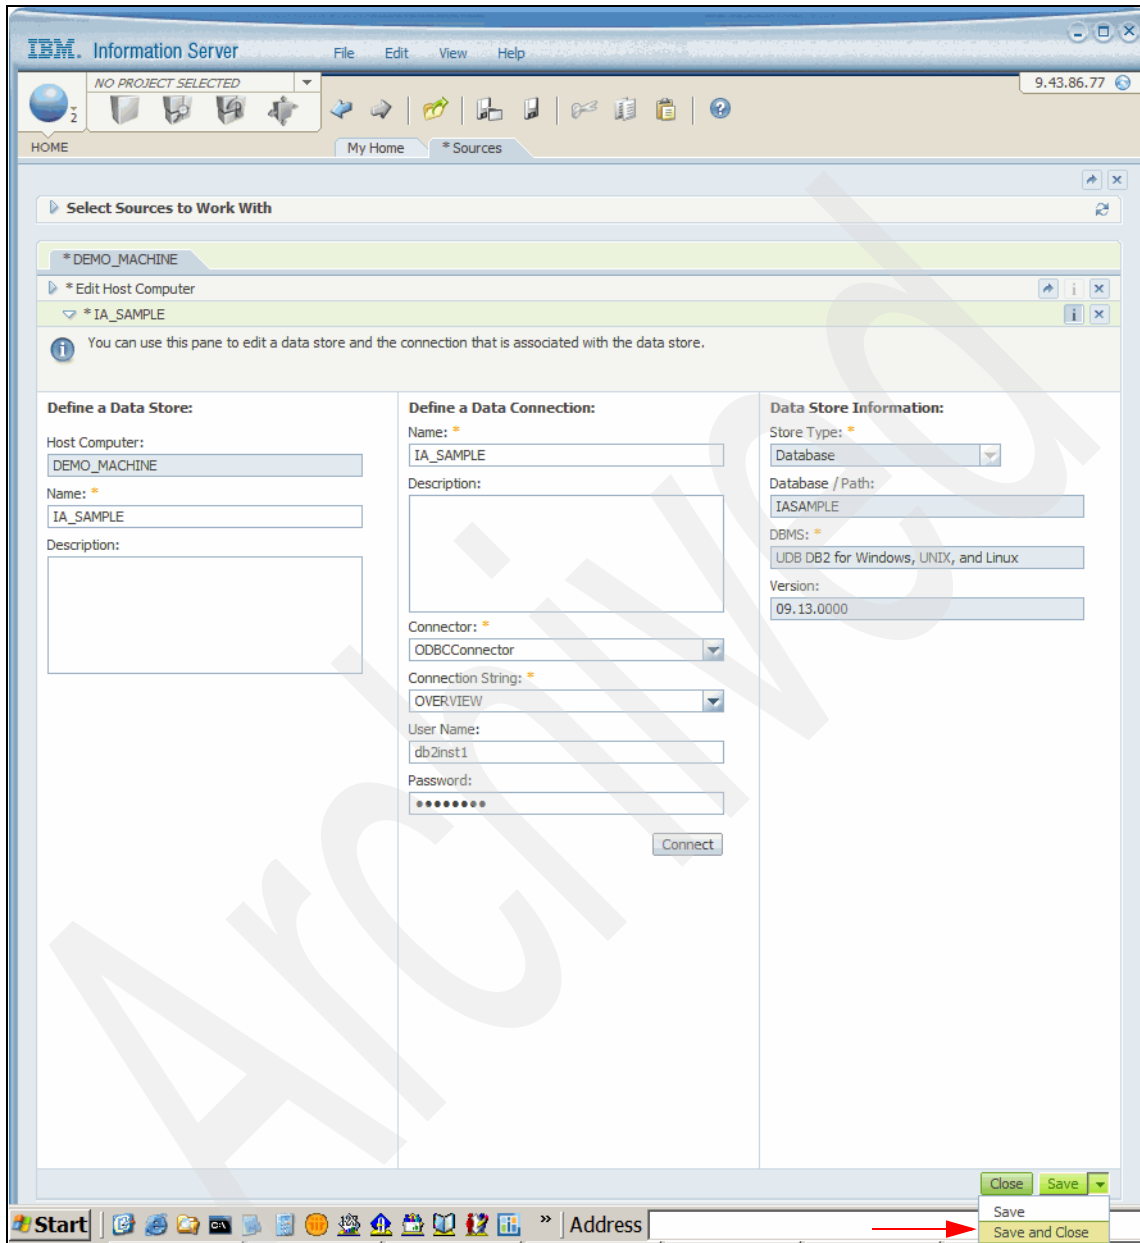 IBM. Information Server File Edit View Help
NO PROJECT SELECTED
9.43.86.77
2
HOME
My Home * Sources
Select Sources to Work With
* DEMO_MACHINE
* Edit Host Computer
* IA_SAMPLE
You can use this pane to edit a data store and the connection that is associated with the data store.
Define a Data Store:
Host Computer:
DEMO_MACHINE
Name: *
IA_SAMPLE
Description:
Define a Data Connection:
Name: *
IA_SAMPLE
Description:
Connector: *
ODBCConnector
Connection String: *
OVERVIEW
User Name:
db2inst1
Password:
••••••••
Connect
Data Store Information:
Store Type: *
Database
Database / Path:
IASAMPLE
DBMS: *
UDB DB2 for Windows, UNIX, and Linux
Version:
09.13.0000
Archived
Close Save
Save
Save and Close
Start » Address